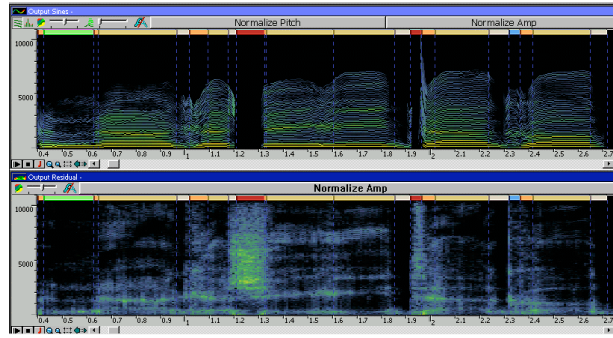 Output Sines -
Normalize Pitch Normalize Amp
10000
5000
0.4 0.5 0.6 0.7 0.8 0.9 1 1.1 1.2 1.3 1.4 1.5 1.6 1.7 1.8 1.9 2 2.1 2.2 2.3 2.4 2.5 2.6 2.7
Output Residual -
Normalize Amp
10000
5000
0.4 0.5 0.6 0.7 0.8 0.9 1 1.1 1.2 1.3 1.4 1.5 1.6 1.7 1.8 1.9 2 2.1 2.2 2.3 2.4 2.5 2.6 2.7